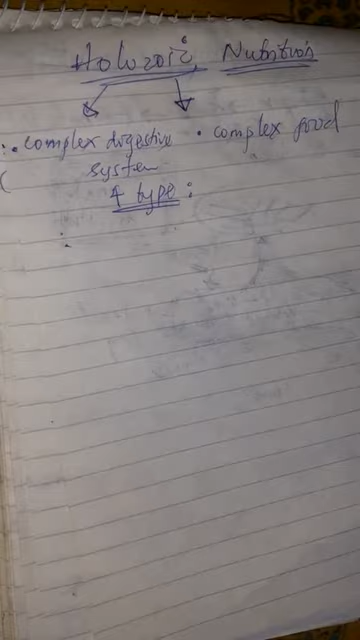 Holozoic Nutrition
• complex digestive • complex food
system
4 type :